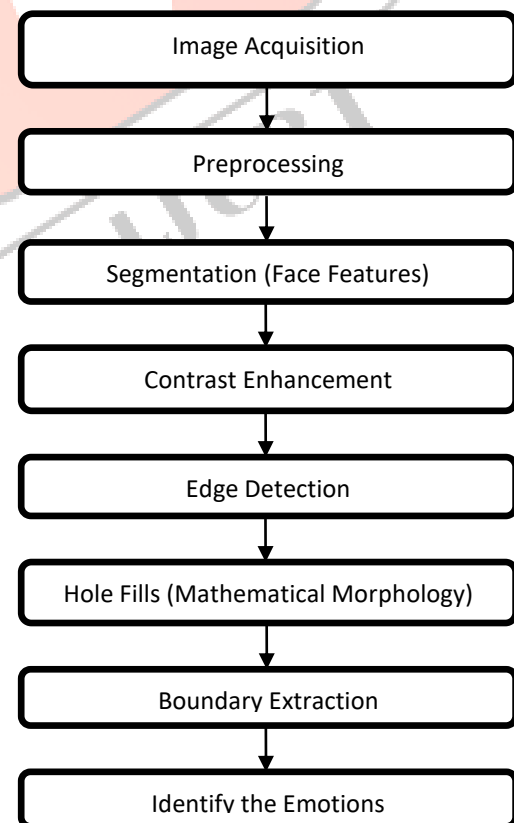 Image Acquisition
Preprocessing
Segmentation (Face Features)
Contrast Enhancement
Edge Detection
Hole Fills (Mathematical Morphology)
Boundary Extraction
Identify the Emotions